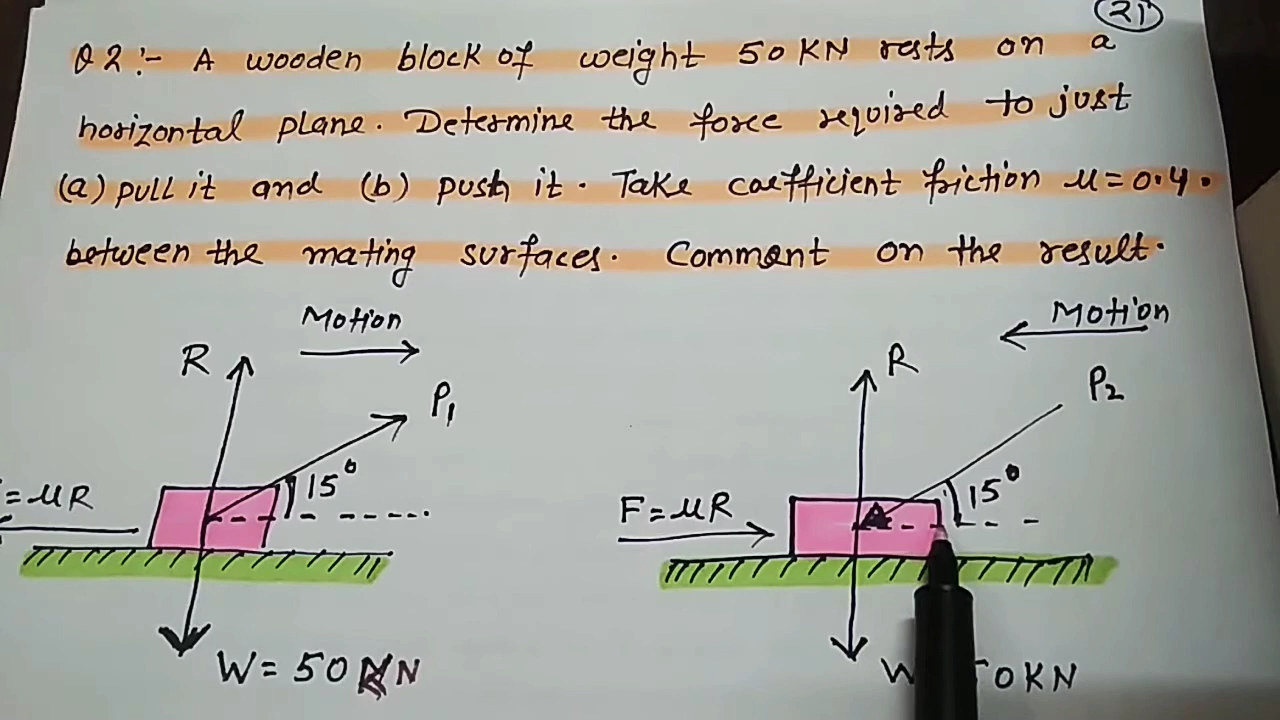 21
Q2:- A wooden block of weight 50 KN rests on a
horizontal plane. Determine the force required to just
(a) pull it and (b) push it. Take coefficient friction μ=0.4.
between the mating surfaces. Comment on the result.
Motion
Motion
R
R
P1
P2
15°
15°
= μR
F = μR
W = 50 KN
W 50KN